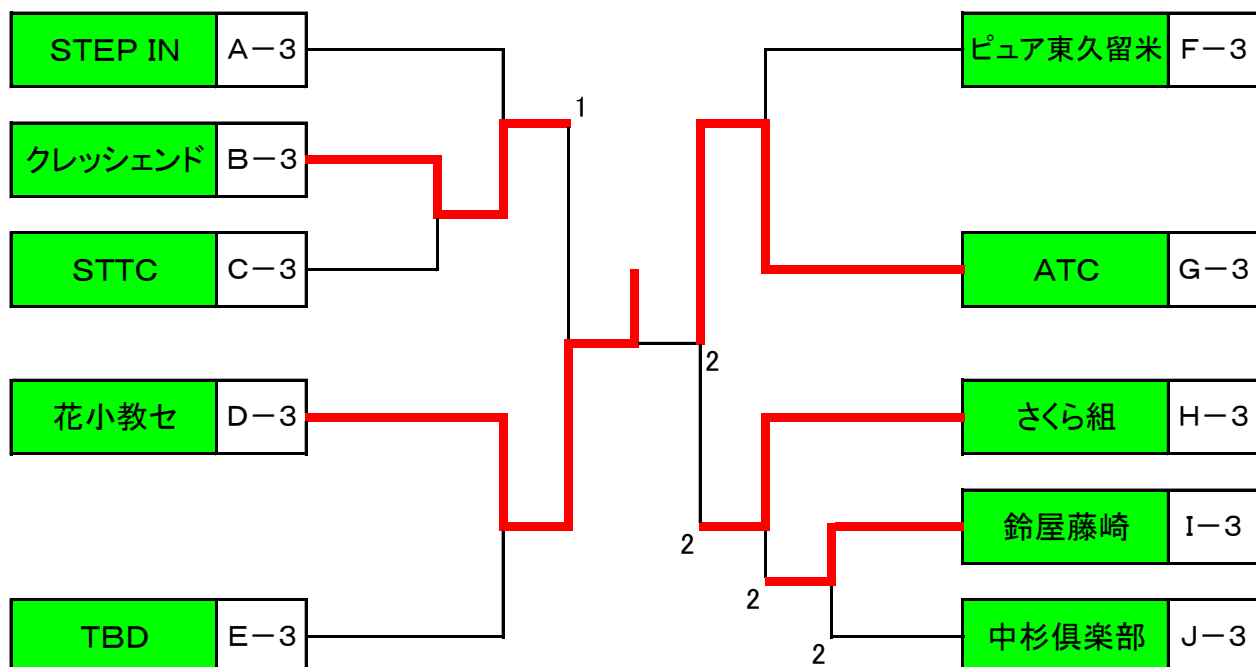 STEP IN A－3
クレッシェンド B－3
STTC C－3
花小教セ D－3
TBD E－3
1
ピュア東久留米 F－3
ATC G－3
2
さくら組 H－3
2
鈴屋藤崎 I－3
2
中杉倶楽部 J－3
2